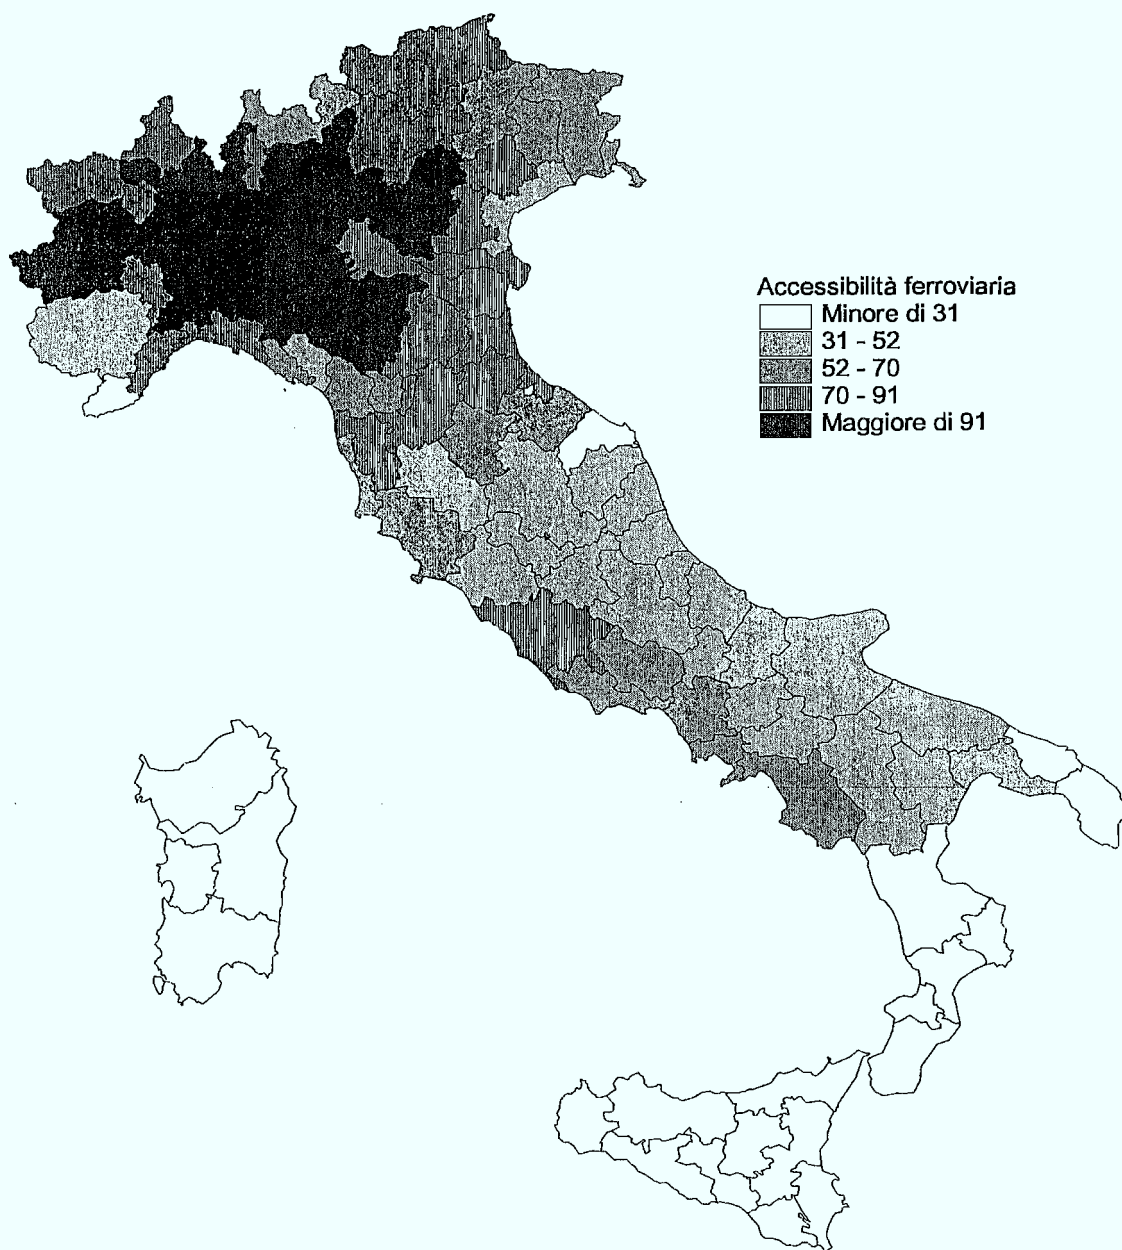 Accessibilità ferroviaria
Minore di 31
31 - 52
52 - 70
70 - 91
Maggiore di 91